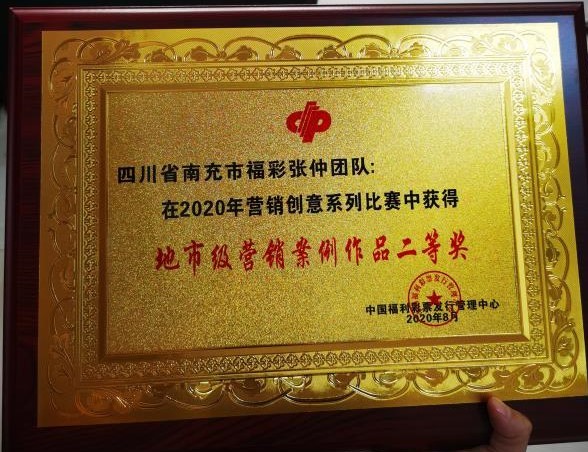 四川省南充市福彩张仲团队:
在2020年营销创意系列比赛中获得
地市级营销案例作品二等奖
中国福利彩票发行管理中心
2020年8月